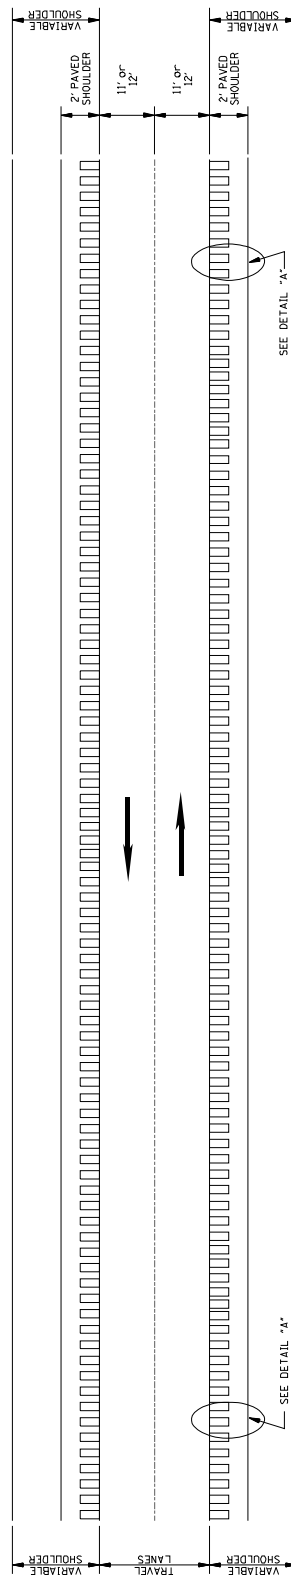 VARIABLE
SHOULDER
VARIABLE
SHOULDER
2' PAVED
SHOULDER
11' or
12'
11' or
12'
2' PAVED
SHOULDER
SEE DETAIL "A"
SEE DETAIL "A"
VARIABLE
SHOULDER
TRAVEL
LANES
VARIABLE
SHOULDER